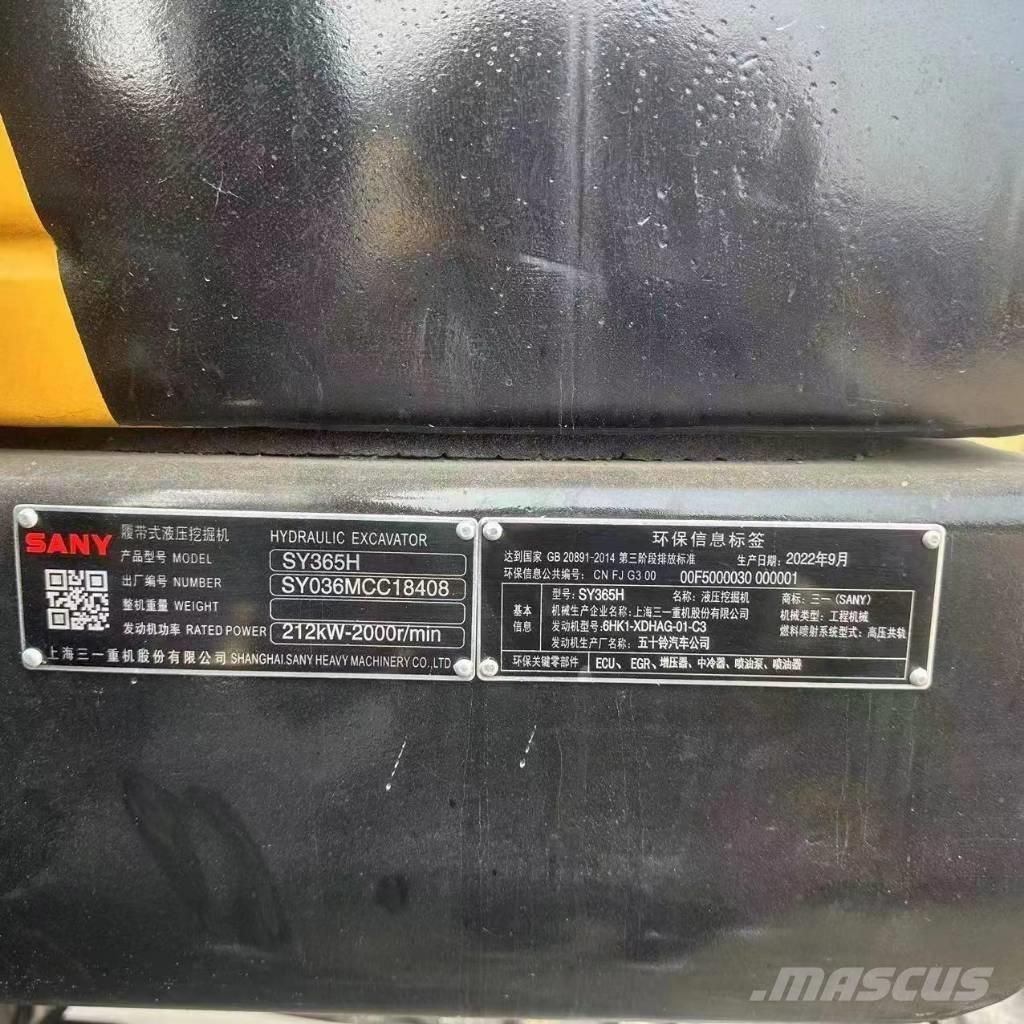 SANY
履带式液压挖掘机 HYDRAULIC EXCAVATOR
产品型号 MODEL SY365H
出厂编号 NUMBER SY036MCC18408
整机重量 WEIGHT
发动机功率 RATED POWER 212kW-2000r/min
上海三一重机股份有限公司 SHANGHAI SANY HEAVY MACHINERY CO.,LTD
环保信息标签
达到国家 GB 20891-2014 第三阶段排放标准 生产日期: 2022年9月
环保信息公共编号: CN FJ G3 00 00F5000030 000001
基本信息
型号: SY365H 名称: 液压挖掘机 商标: 三一 (SANY)
机械生产企业名称: 上海三一重机股份有限公司 机械类型: 工程机械
发动机型号: 6HK1-XDHAG-01-C3 燃料喷射系统型式: 高压共轨
发动机生产厂名称: 五十铃汽车公司
环保关键零部件 ECU、 EGR、增压器、中冷器、喷油泵、喷油器
MASCUS